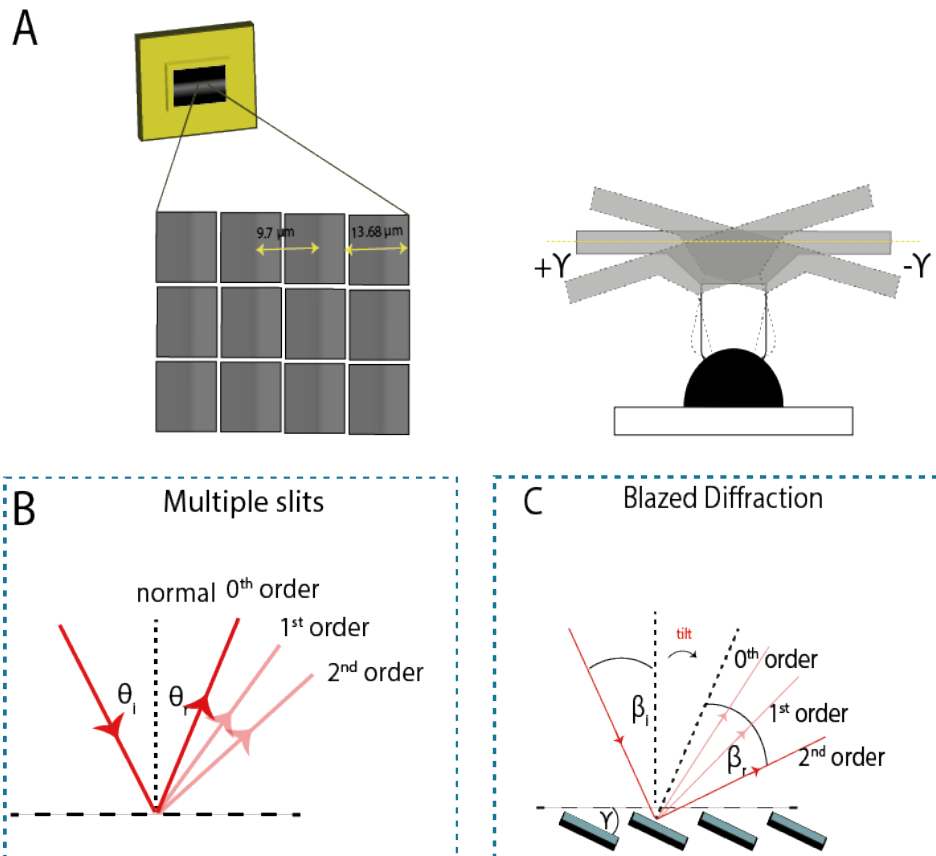 A
9.7 μm
13.68 μm
+γ
-γ
B
Multiple slits
normal
0th order
1st order
2nd order
θi
θr
C
Blazed Diffraction
tilt
0th order
1st order
2nd order
βi
βr
γ